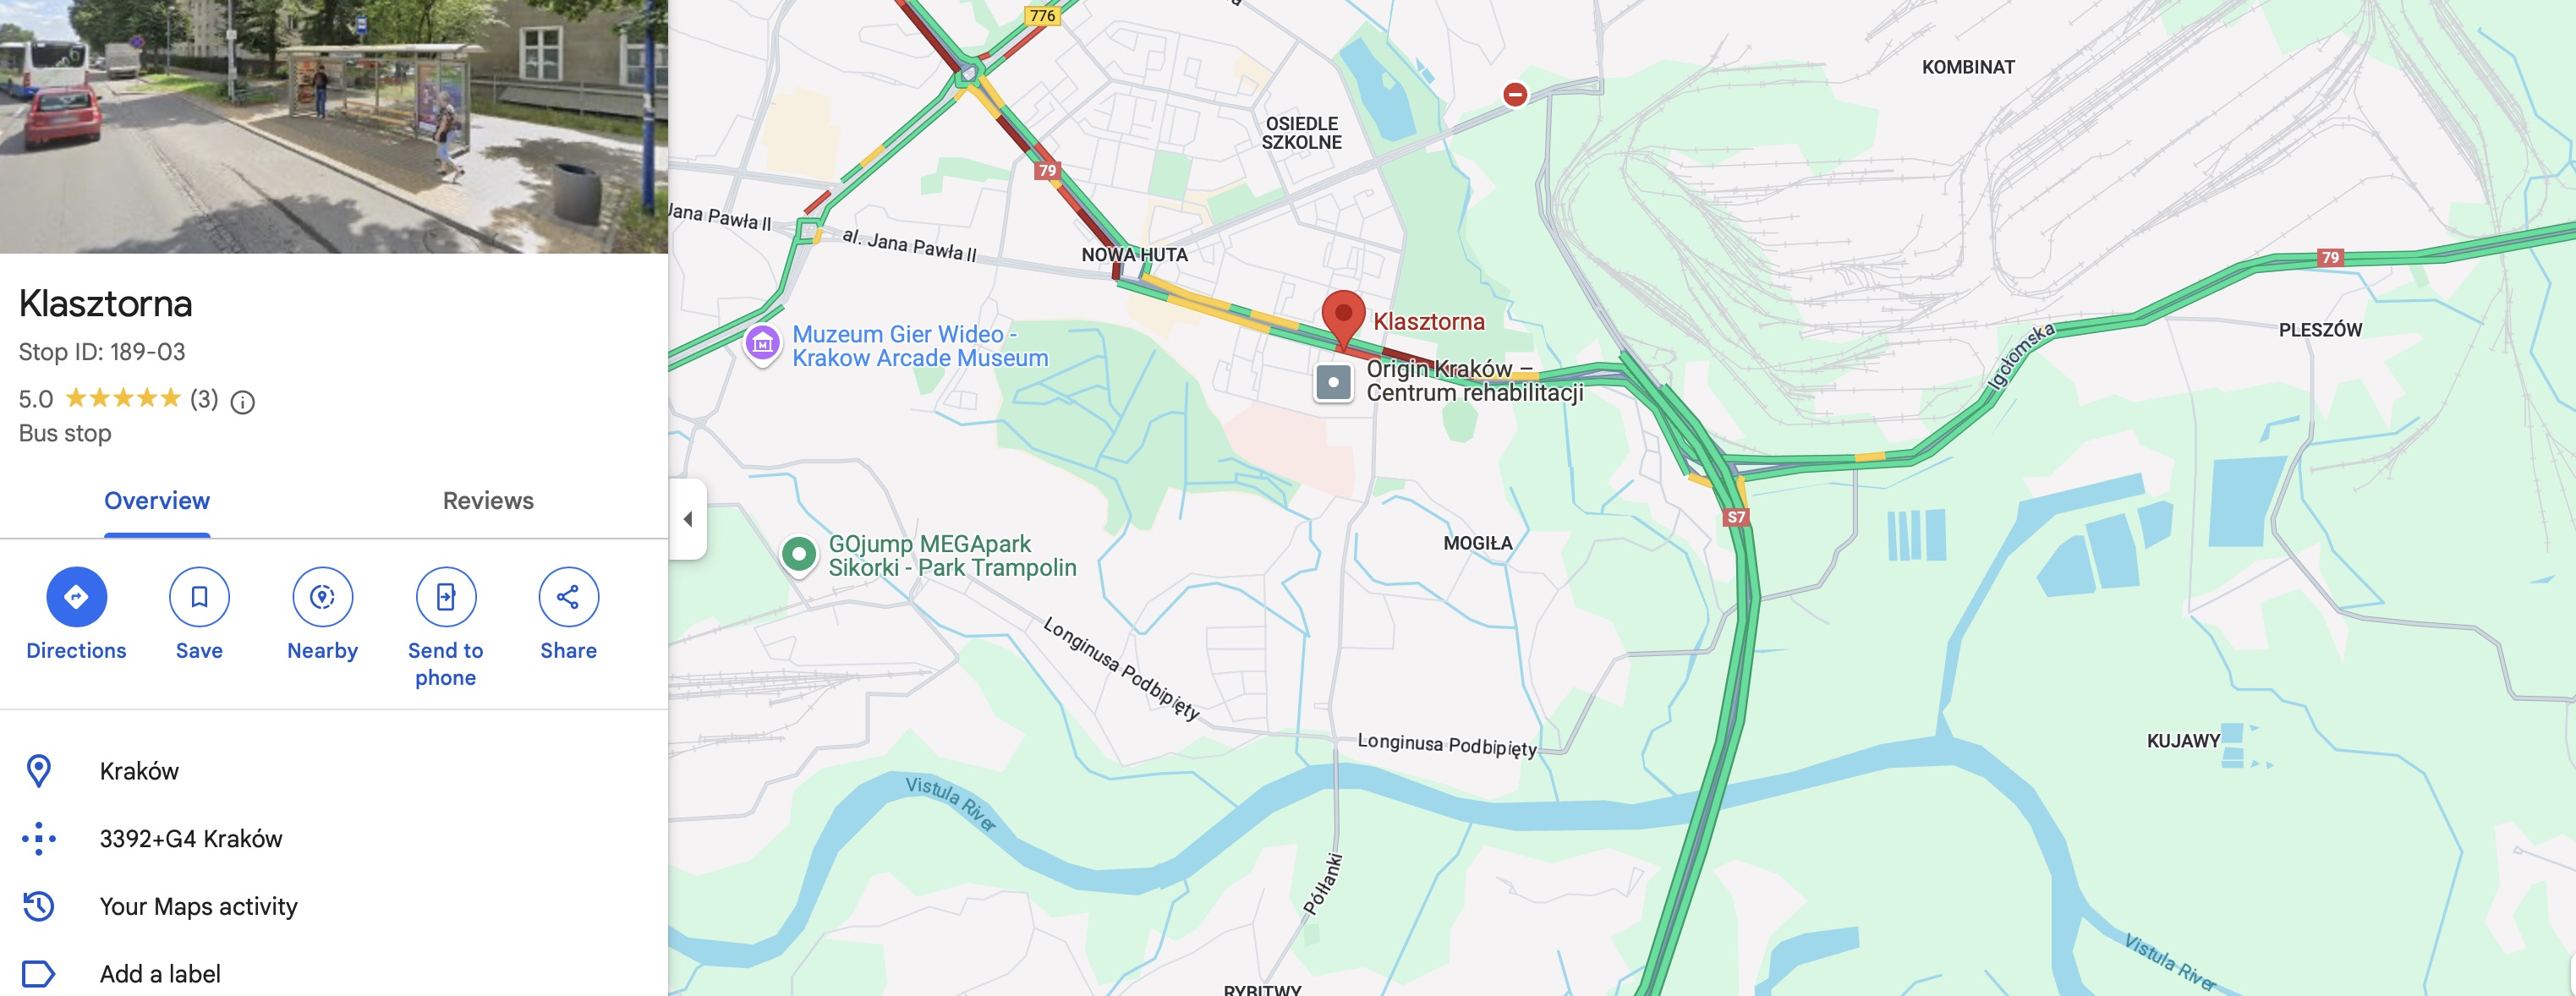 Klasztorna
Stop ID: 189-03
5.0 (3)
Bus stop
Overview
Reviews
Directions
Save
Nearby
Send to
phone
Share
Kraków
3392+G4 Kraków
Your Maps activity
Add a label
776
KOMBINAT
OSIEDLE
SZKOLNE
79
Jana Pawła II
al. Jana Pawła II
NOWA HUTA
79
Klasztorna
PLESZÓW
Muzeum Gier Wideo -
Krakow Arcade Museum
Igołomska
Origin Kraków –
Centrum rehabilitacji
S7
MOGIŁA
GOjump MEGApark
Sikorki - Park Trampolin
Longinusa Podbipięty
Longinusa Podbipięty
KUJAWY
Vistula River
Półłanki
Vistula River
RYBITWY